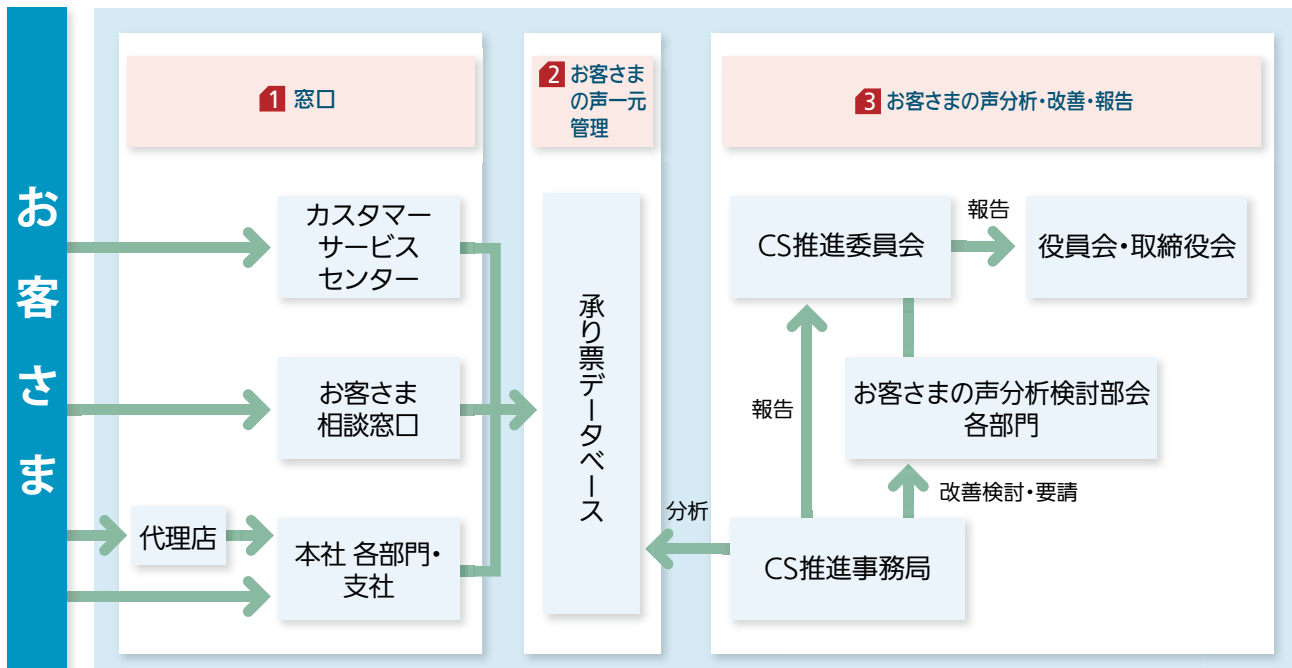 お客さま
1 窓口
カスタマー
サービス
センター
お客さま
相談窓口
代理店
本社 各部門・
支社
2 お客さま
の声一元
管理
承り票データベース
3 お客さまの声分析・改善・報告
CS推進委員会
報告
役員会・取締役会
報告
お客さまの声分析検討部会
各部門
改善検討・要請
分析
CS推進事務局